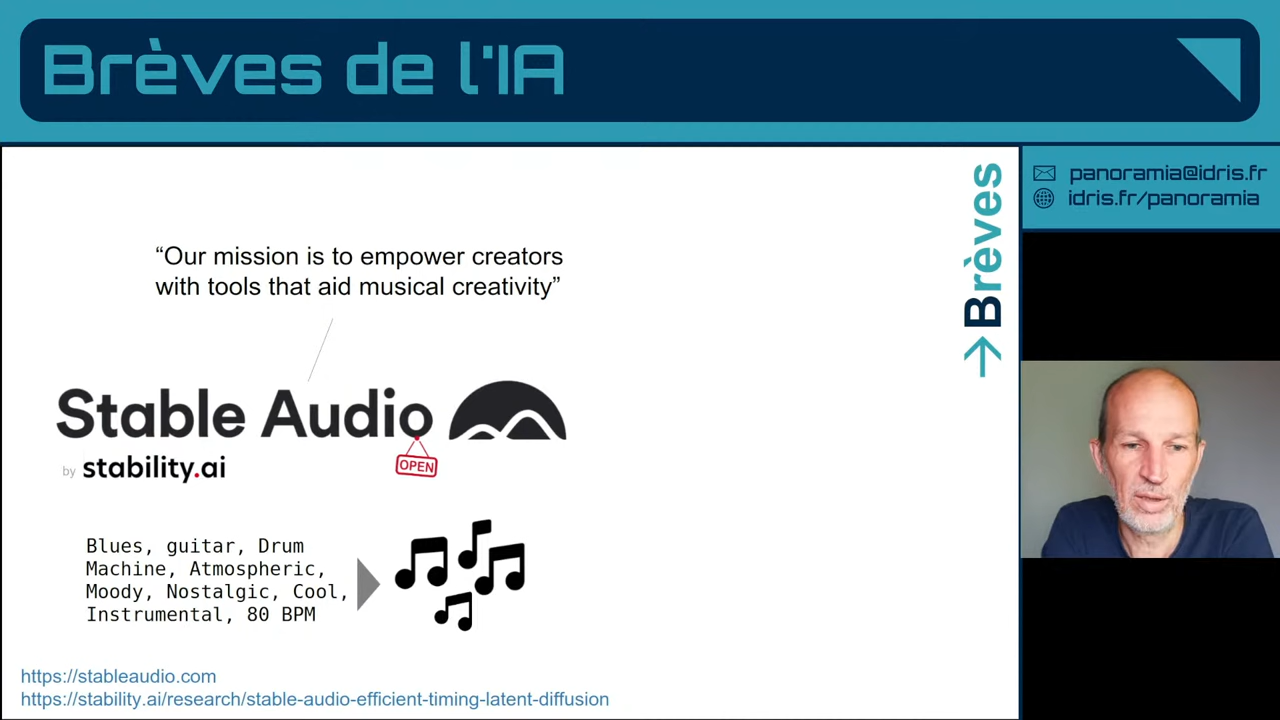 Brèves de l'IA
panoramia@idris.fr
idris.fr/panoramia
Brèves
“Our mission is to empower creators
with tools that aid musical creativity”
Stable Audio
by stability.ai
OPEN
Blues, guitar, Drum
Machine, Atmospheric,
Moody, Nostalgic, Cool,
Instrumental, 80 BPM
https://stableaudio.com
https://stability.ai/research/stable-audio-efficient-timing-latent-diffusion